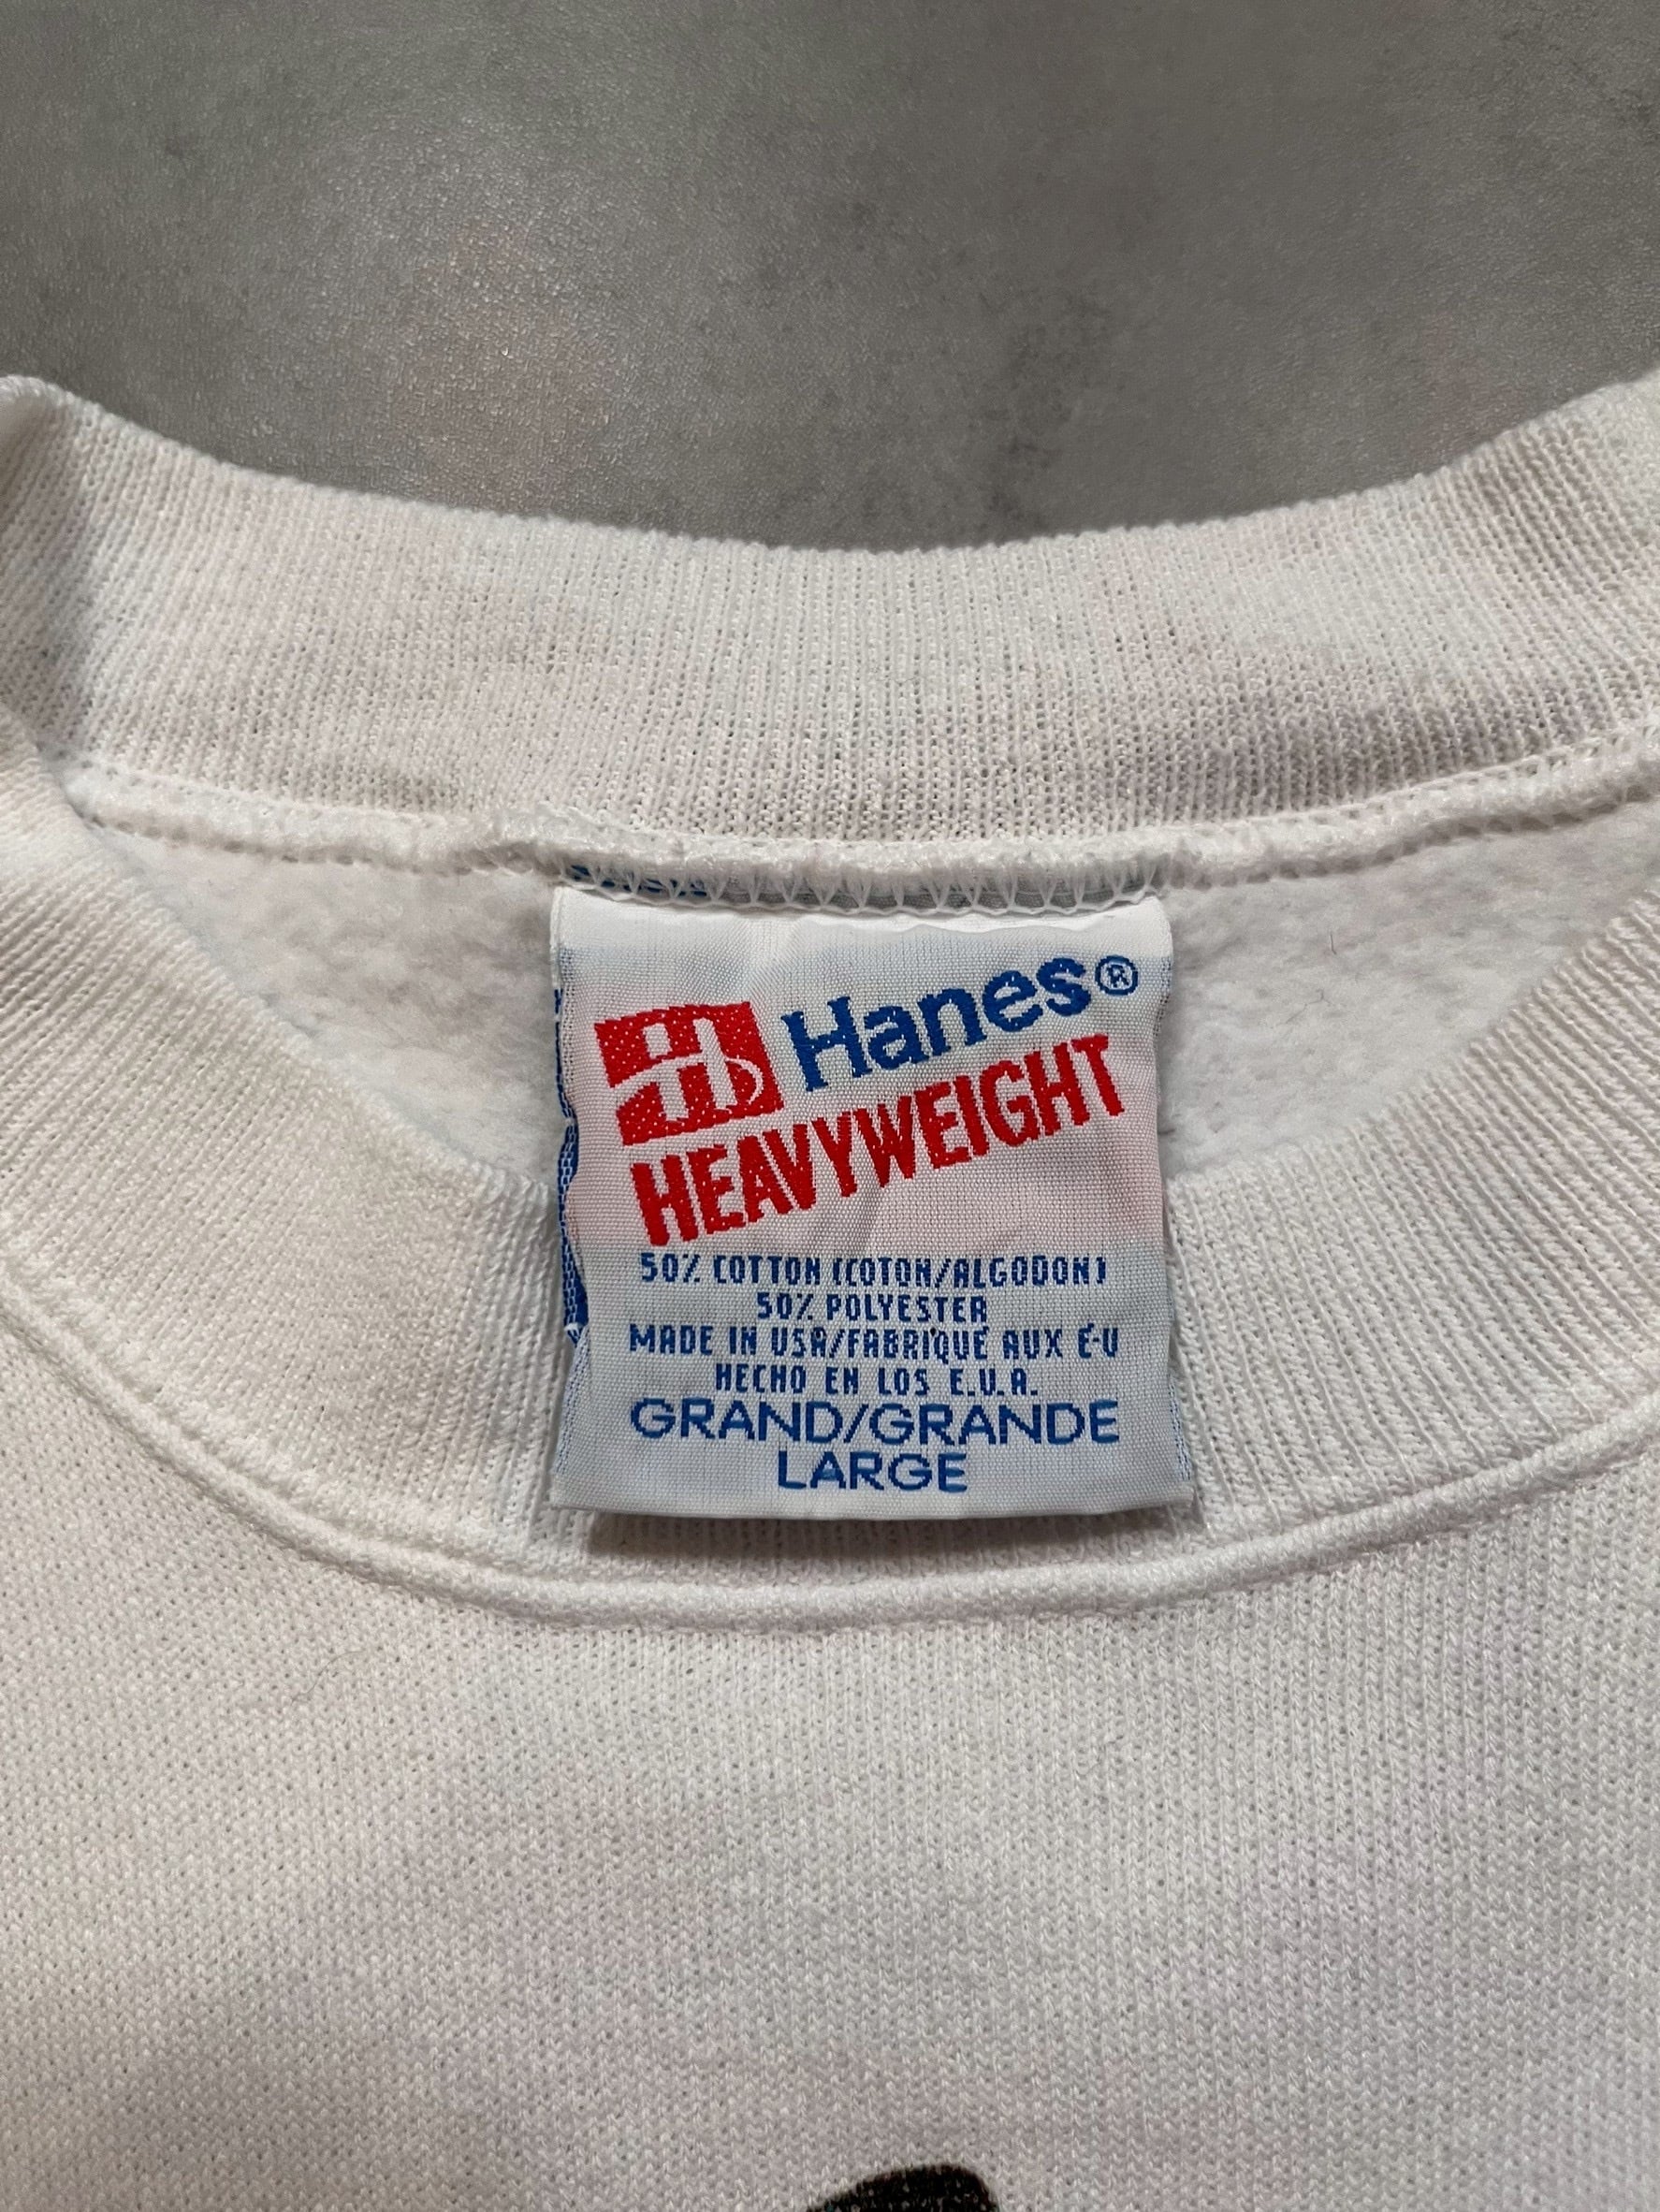 Hanes®
HEAVYWEIGHT
50% COTTON (COTON/ALGODON)
50% POLYESTER
MADE IN USA/FABRIQUÉ AUX É-U
HECHO EN LOS E.U.A.
GRAND/GRANDE
LARGE